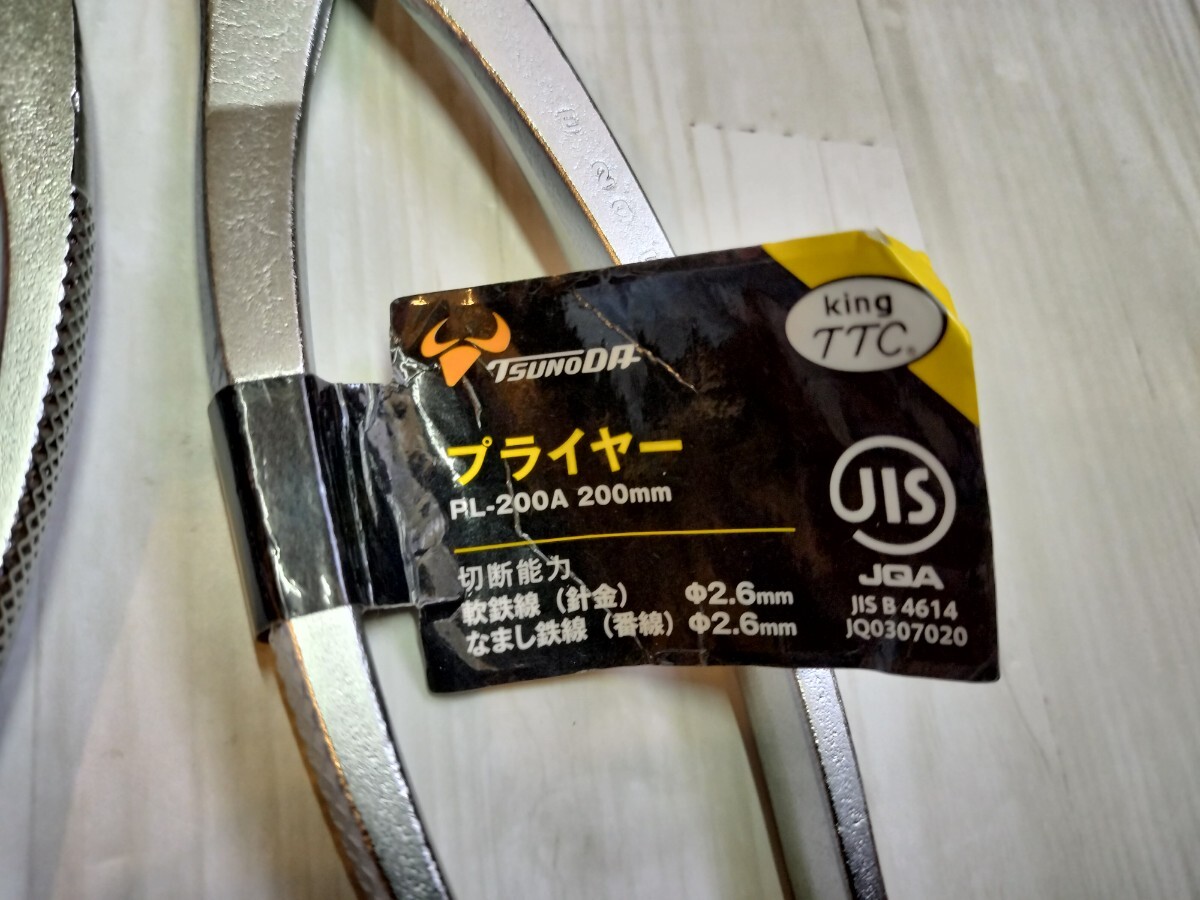 TSUNODA
king
TTC
プライヤー
PL-200A 200mm
切断能力
軟鉄線（針金） Φ2.6mm
なまし鉄線（番線） Φ2.6mm
JIS
JQA
JIS B 4614
JQ0307020